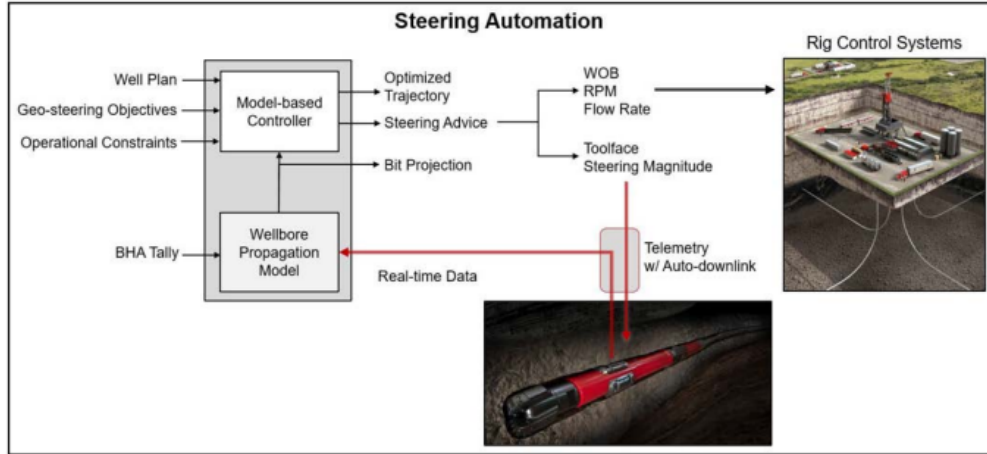 Steering Automation
Rig Control Systems
Well Plan
Geo-steering Objectives
Operational Constraints
Model-based
Controller
Optimized
Trajectory
Steering Advice
Bit Projection
WOB
RPM
Flow Rate
Toolface
Steering Magnitude
BHA Tally
Wellbore
Propagation
Model
Real-time Data
Telemetry
w/ Auto-downlink